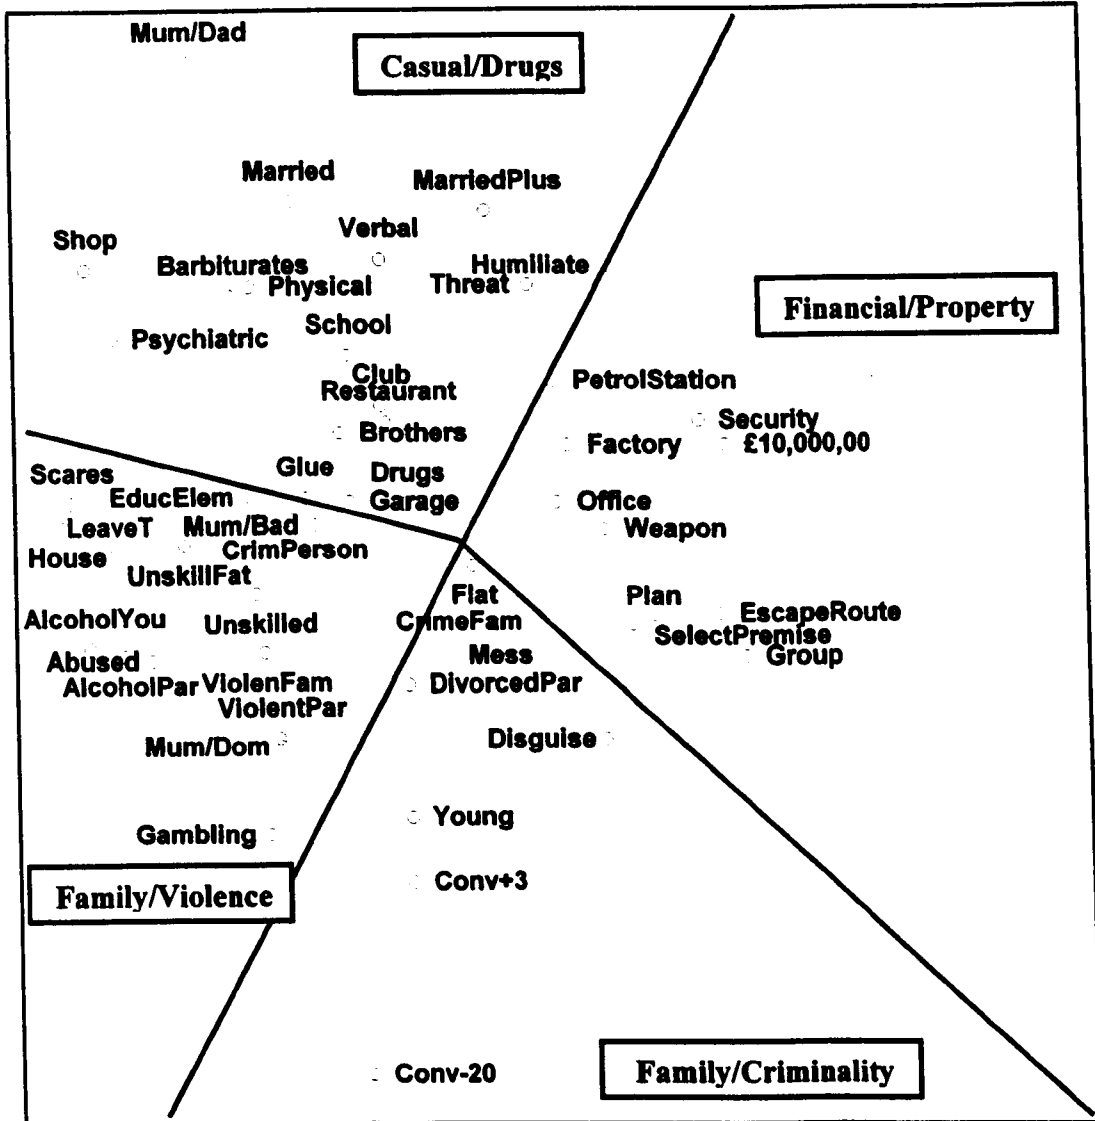 Mum/Dad
Casual/Drugs
Married
MarriedPlus
Verbal
Shop
Barbiturates
Humiliate
Physical
Threat
Financial/Property
School
Psychiatric
Club
PetrolStation
Restaurant
Security
Brothers
Factory
£10,000,00
Scares
Glue
Drugs
EducElem
Garage
Office
LeaveT
Mum/Bad
Weapon
House
CrimPerson
UnskillFat
Flat
Plan
AlcoholYou
Unskilled
CrimeFam
EscapeRoute
SelectPremise
Abused
Mess
Group
AlcoholPar
ViolenFam
DivorcedPar
ViolentPar
Mum/Dom
Disguise
Gambling
Young
Family/Violence
Conv+3
Conv-20
Family/Criminality